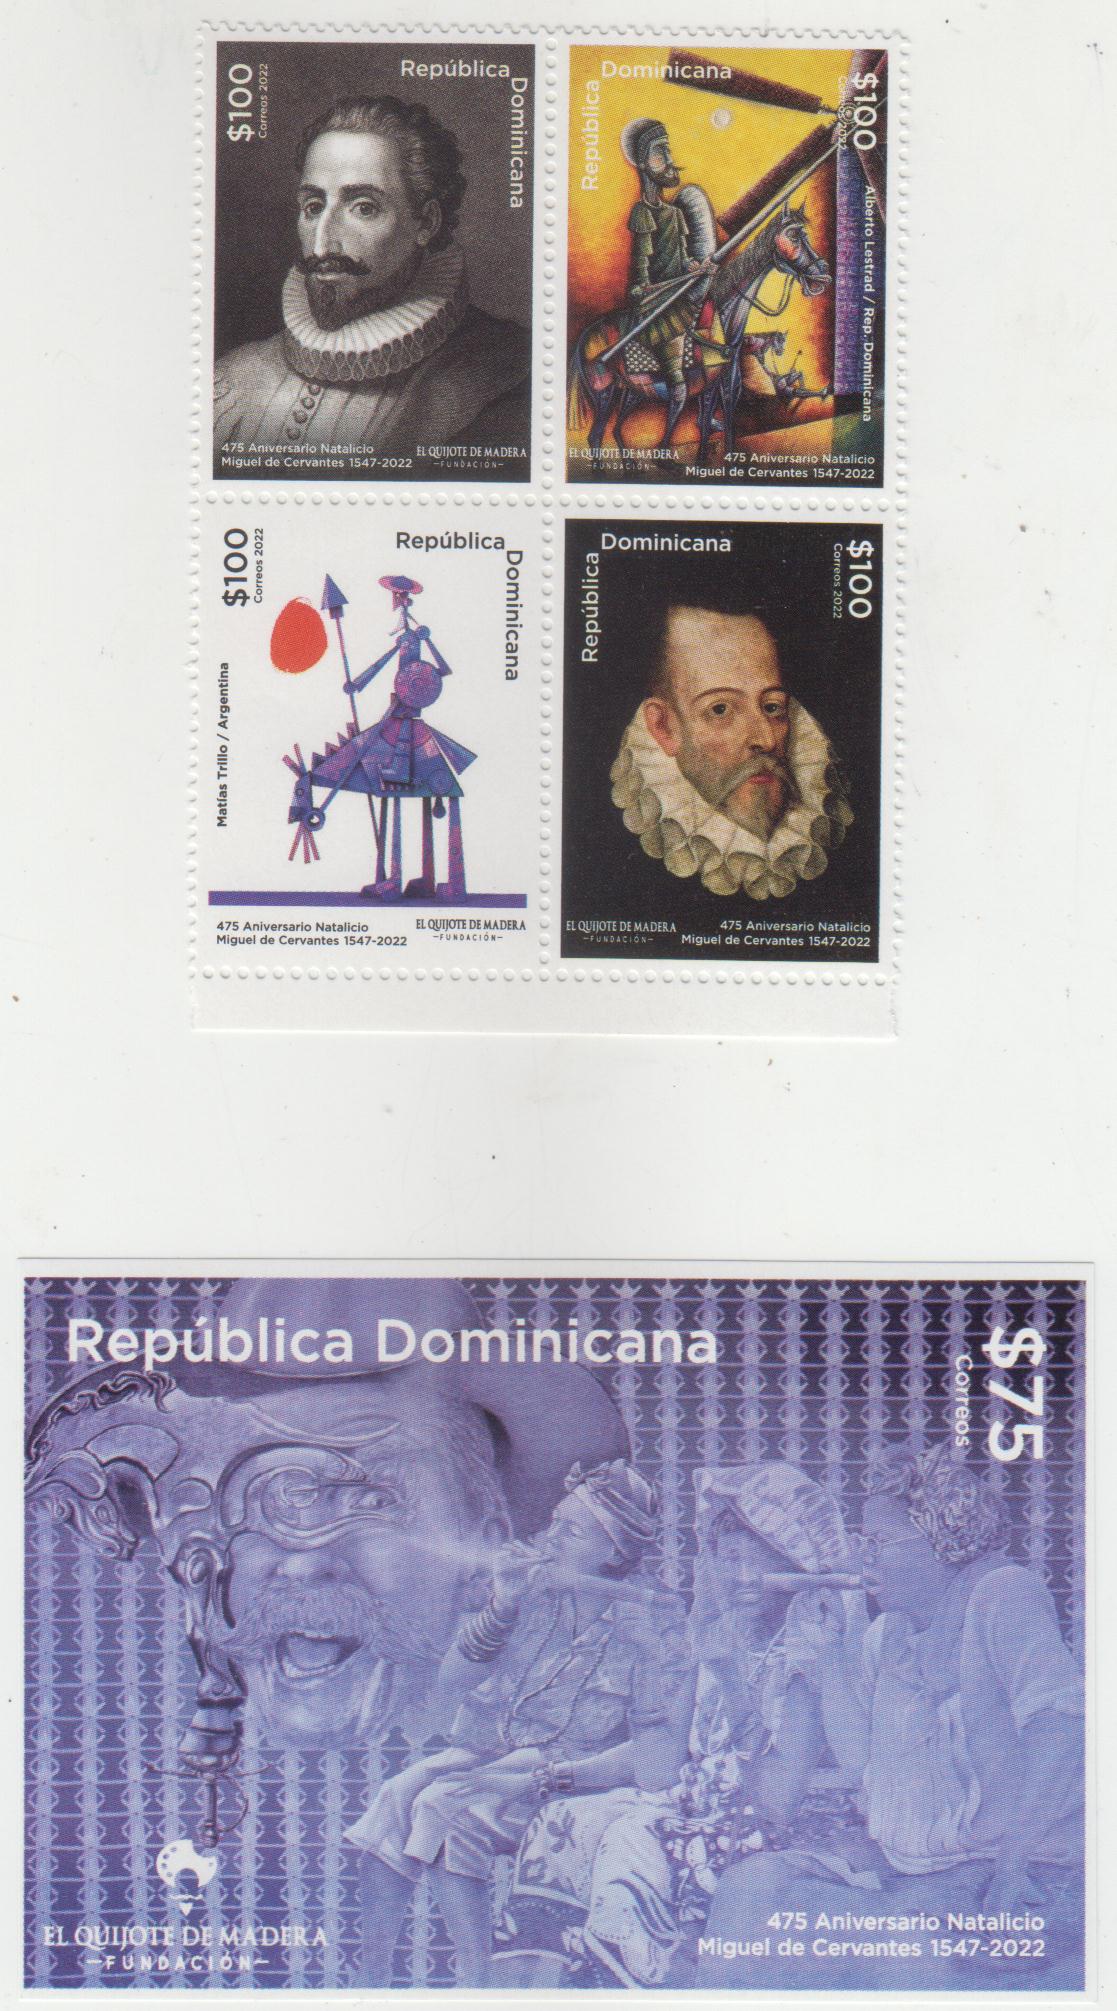 República
Dominicana
$100
Correos 2022
475 Aniversario Natalicio
Miguel de Cervantes 1547-2022
EL QUIJOTE DE MADERA
—FUNDACIÓN—
República
Dominicana
$100
Correos 2022
Alberto Lestrad / Rep. Dominicana
EL QUIJOTE DE MADERA
—FUNDACIÓN—
475 Aniversario Natalicio
Miguel de Cervantes 1547-2022
República
Dominicana
$100
Correos 2022
Matías Trillo / Argentina
475 Aniversario Natalicio
Miguel de Cervantes 1547-2022
EL QUIJOTE DE MADERA
—FUNDACIÓN—
República
Dominicana
$100
Correos 2022
EL QUIJOTE DE MADERA
—FUNDACIÓN—
475 Aniversario Natalicio
Miguel de Cervantes 1547-2022
República Dominicana
$75
Correos
EL QUIJOTE DE MADERA
—FUNDACIÓN—
475 Aniversario Natalicio
Miguel de Cervantes 1547-2022